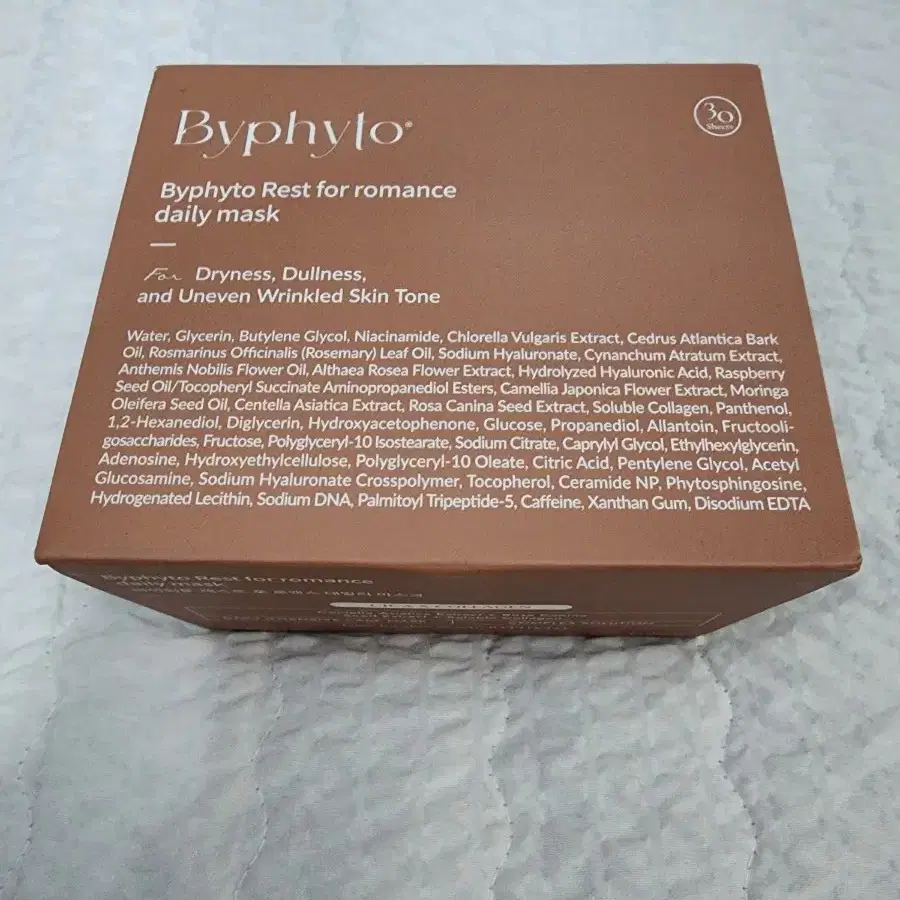 Byphyto®
30
Sheets
Byphyto Rest for romance
daily mask
For Dryness, Dullness,
and Uneven Wrinkled Skin Tone
Water, Glycerin, Butylene Glycol, Niacinamide, Chlorella Vulgaris Extract, Cedrus Atlantica Bark
Oil, Rosmarinus Officinalis (Rosemary) Leaf Oil, Sodium Hyaluronate, Cynanchum Atratum Extract,
Anthemis Nobilis Flower Oil, Althaea Rosea Flower Extract, Hydrolyzed Hyaluronic Acid, Raspberry
Seed Oil/Tocopheryl Succinate Aminopropanediol Esters, Camellia Japonica Flower Extract, Moringa
Oleifera Seed Oil, Centella Asiatica Extract, Rosa Canina Seed Extract, Soluble Collagen, Panthenol,
1,2-Hexanediol, Diglycerin, Hydroxyacetophenone, Glucose, Propanediol, Allantoin, Fructooli-
gosaccharides, Fructose, Polyglyceryl-10 Isostearate, Sodium Citrate, Caprylyl Glycol, Ethylhexylglycerin,
Adenosine, Hydroxyethylcellulose, Polyglyceryl-10 Oleate, Citric Acid, Pentylene Glycol, Acetyl
Glucosamine, Sodium Hyaluronate Crosspolymer, Tocopherol, Ceramide NP, Phytosphingosine,
Hydrogenated Lecithin, Sodium DNA, Palmitoyl Tripeptide-5, Caffeine, Xanthan Gum, Disodium EDTA
Byphyto Rest for romance
daily mask